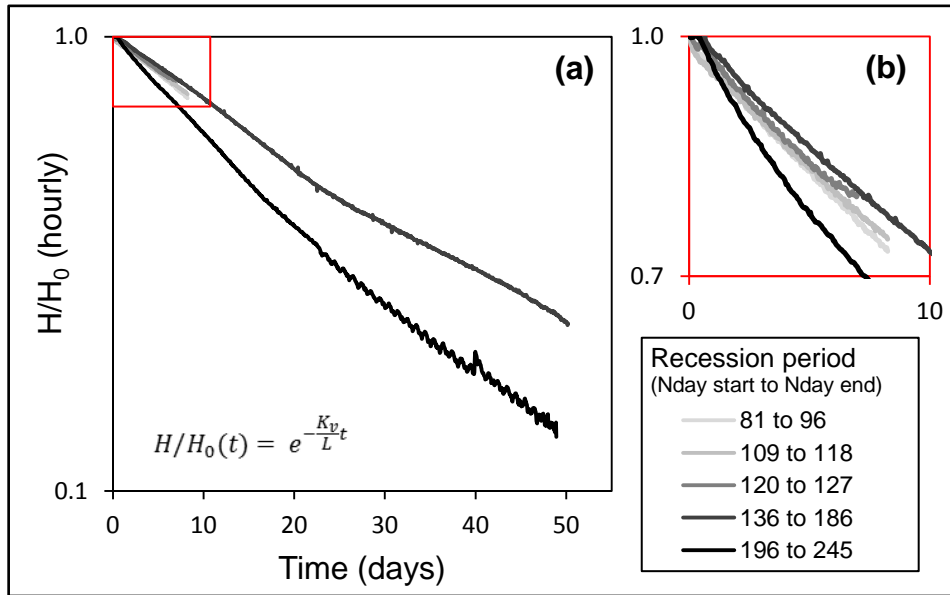 1.0
(a)
H/H₀ (hourly)
H/H₀(t) = e^{-\frac{K_v}{L}t}
0.1
0 10 20 30 40 50
Time (days)
1.0
(b)
0.7
0 10
Recession period
(Nday start to Nday end)
81 to 96
109 to 118
120 to 127
136 to 186
196 to 245